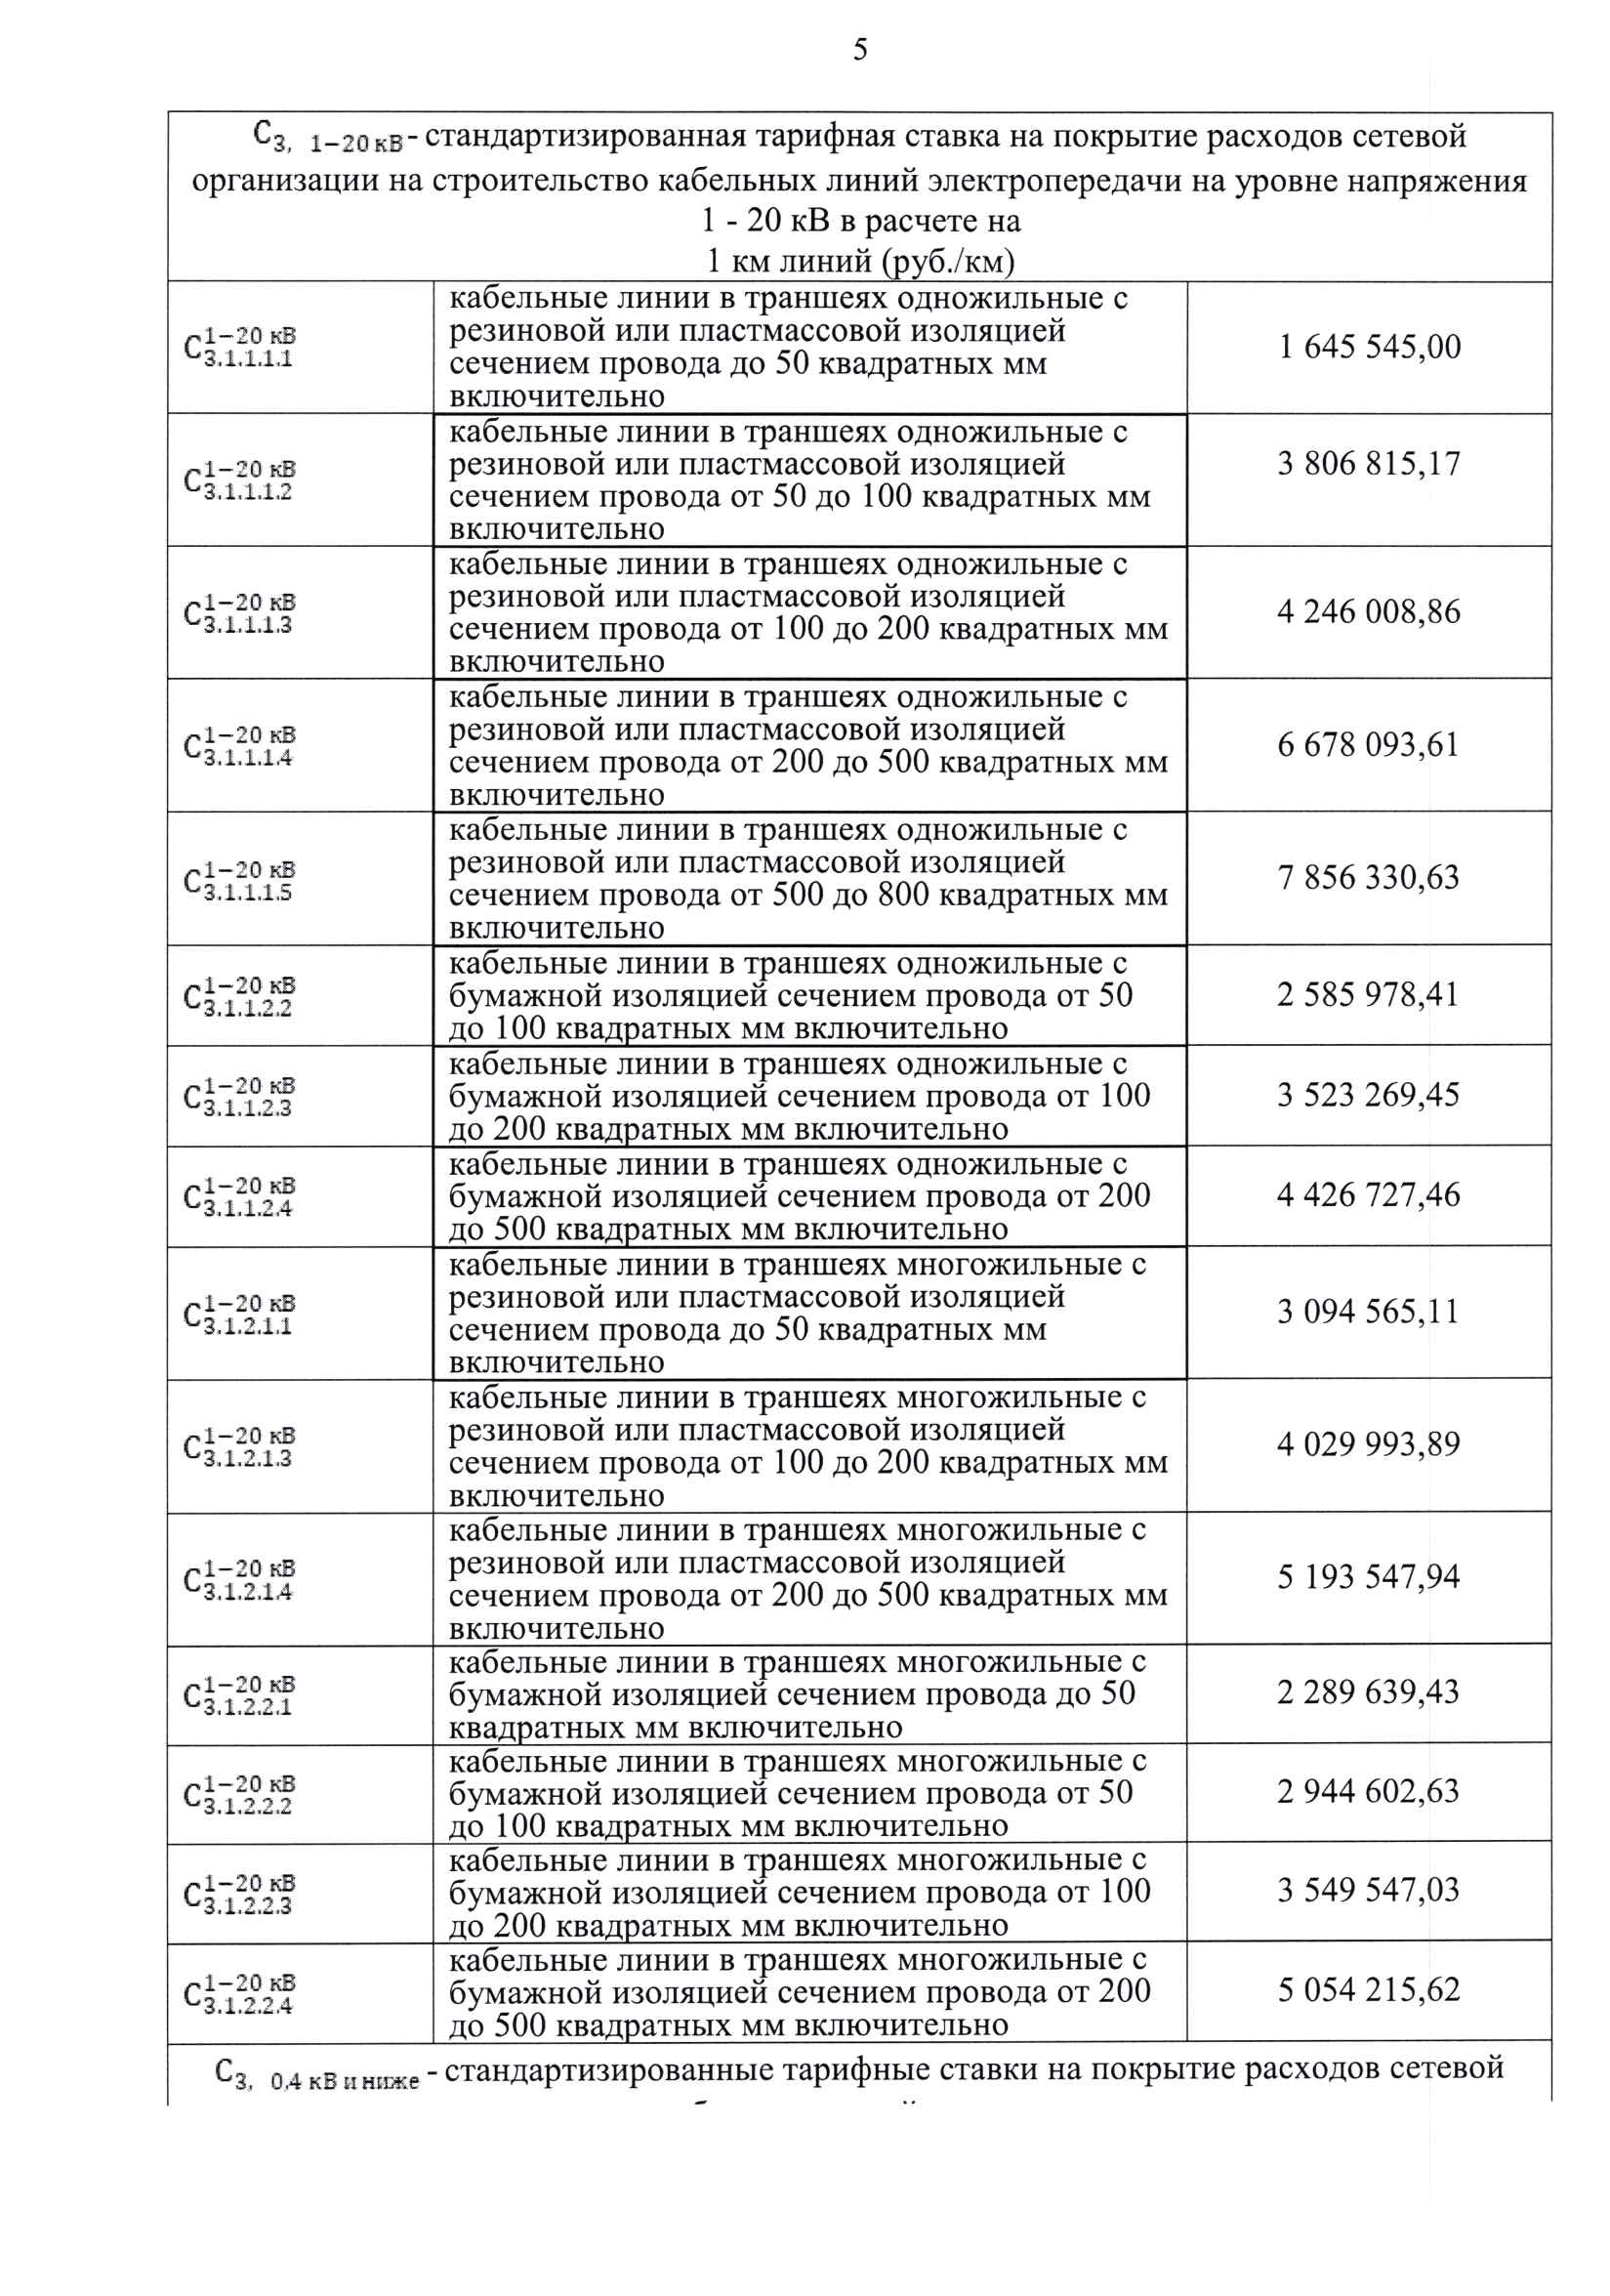 5
C3, 1–20 кВ - стандартизированная тарифная ставка на покрытие расходов сетевой
организации на строительство кабельных линий электропередачи на уровне напряжения
1 - 20 кВ в расчете на
1 км линий (руб./км)
C 1–20 кВ 3.1.1.1.1
кабельные линии в траншеях одножильные с
резиновой или пластмассовой изоляцией
сечением провода до 50 квадратных мм
включительно
1 645 545,00
C 1–20 кВ 3.1.1.1.2
кабельные линии в траншеях одножильные с
резиновой или пластмассовой изоляцией
сечением провода от 50 до 100 квадратных мм
включительно
3 806 815,17
C 1–20 кВ 3.1.1.1.3
кабельные линии в траншеях одножильные с
резиновой или пластмассовой изоляцией
сечением провода от 100 до 200 квадратных мм
включительно
4 246 008,86
C 1–20 кВ 3.1.1.1.4
кабельные линии в траншеях одножильные с
резиновой или пластмассовой изоляцией
сечением провода от 200 до 500 квадратных мм
включительно
6 678 093,61
C 1–20 кВ 3.1.1.1.5
кабельные линии в траншеях одножильные с
резиновой или пластмассовой изоляцией
сечением провода от 500 до 800 квадратных мм
включительно
7 856 330,63
C 1–20 кВ 3.1.1.2.2
кабельные линии в траншеях одножильные с
бумажной изоляцией сечением провода от 50
до 100 квадратных мм включительно
2 585 978,41
C 1–20 кВ 3.1.1.2.3
кабельные линии в траншеях одножильные с
бумажной изоляцией сечением провода от 100
до 200 квадратных мм включительно
3 523 269,45
C 1–20 кВ 3.1.1.2.4
кабельные линии в траншеях одножильные с
бумажной изоляцией сечением провода от 200
до 500 квадратных мм включительно
4 426 727,46
C 1–20 кВ 3.1.2.1.1
кабельные линии в траншеях многожильные с
резиновой или пластмассовой изоляцией
сечением провода до 50 квадратных мм
включительно
3 094 565,11
C 1–20 кВ 3.1.2.1.3
кабельные линии в траншеях многожильные с
резиновой или пластмассовой изоляцией
сечением провода от 100 до 200 квадратных мм
включительно
4 029 993,89
C 1–20 кВ 3.1.2.1.4
кабельные линии в траншеях многожильные с
резиновой или пластмассовой изоляцией
сечением провода от 200 до 500 квадратных мм
включительно
5 193 547,94
C 1–20 кВ 3.1.2.2.1
кабельные линии в траншеях многожильные с
бумажной изоляцией сечением провода до 50
квадратных мм включительно
2 289 639,43
C 1–20 кВ 3.1.2.2.2
кабельные линии в траншеях многожильные с
бумажной изоляцией сечением провода от 50
до 100 квадратных мм включительно
2 944 602,63
C 1–20 кВ 3.1.2.2.3
кабельные линии в траншеях многожильные с
бумажной изоляцией сечением провода от 100
до 200 квадратных мм включительно
3 549 547,03
C 1–20 кВ 3.1.2.2.4
кабельные линии в траншеях многожильные с
бумажной изоляцией сечением провода от 200
до 500 квадратных мм включительно
5 054 215,62
C3, 0,4 кВ и ниже - стандартизированные тарифные ставки на покрытие расходов сетевой